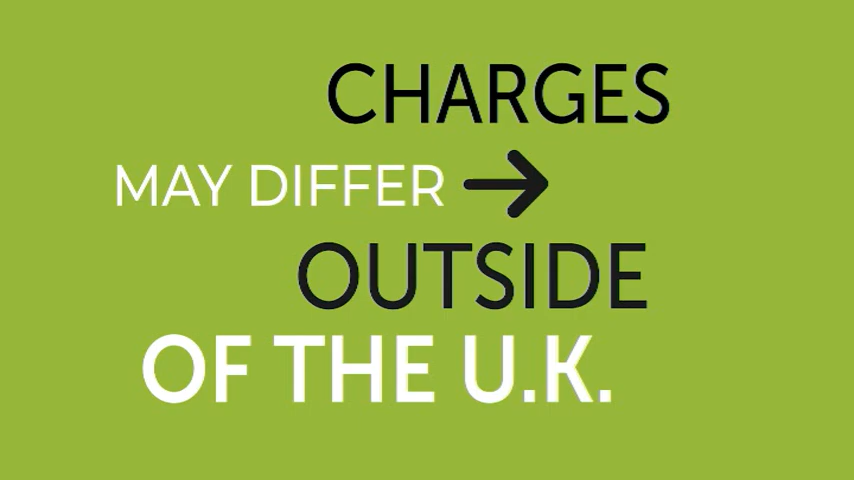 CHARGES
MAY DIFFER →
OUTSIDE
OF THE U.K.